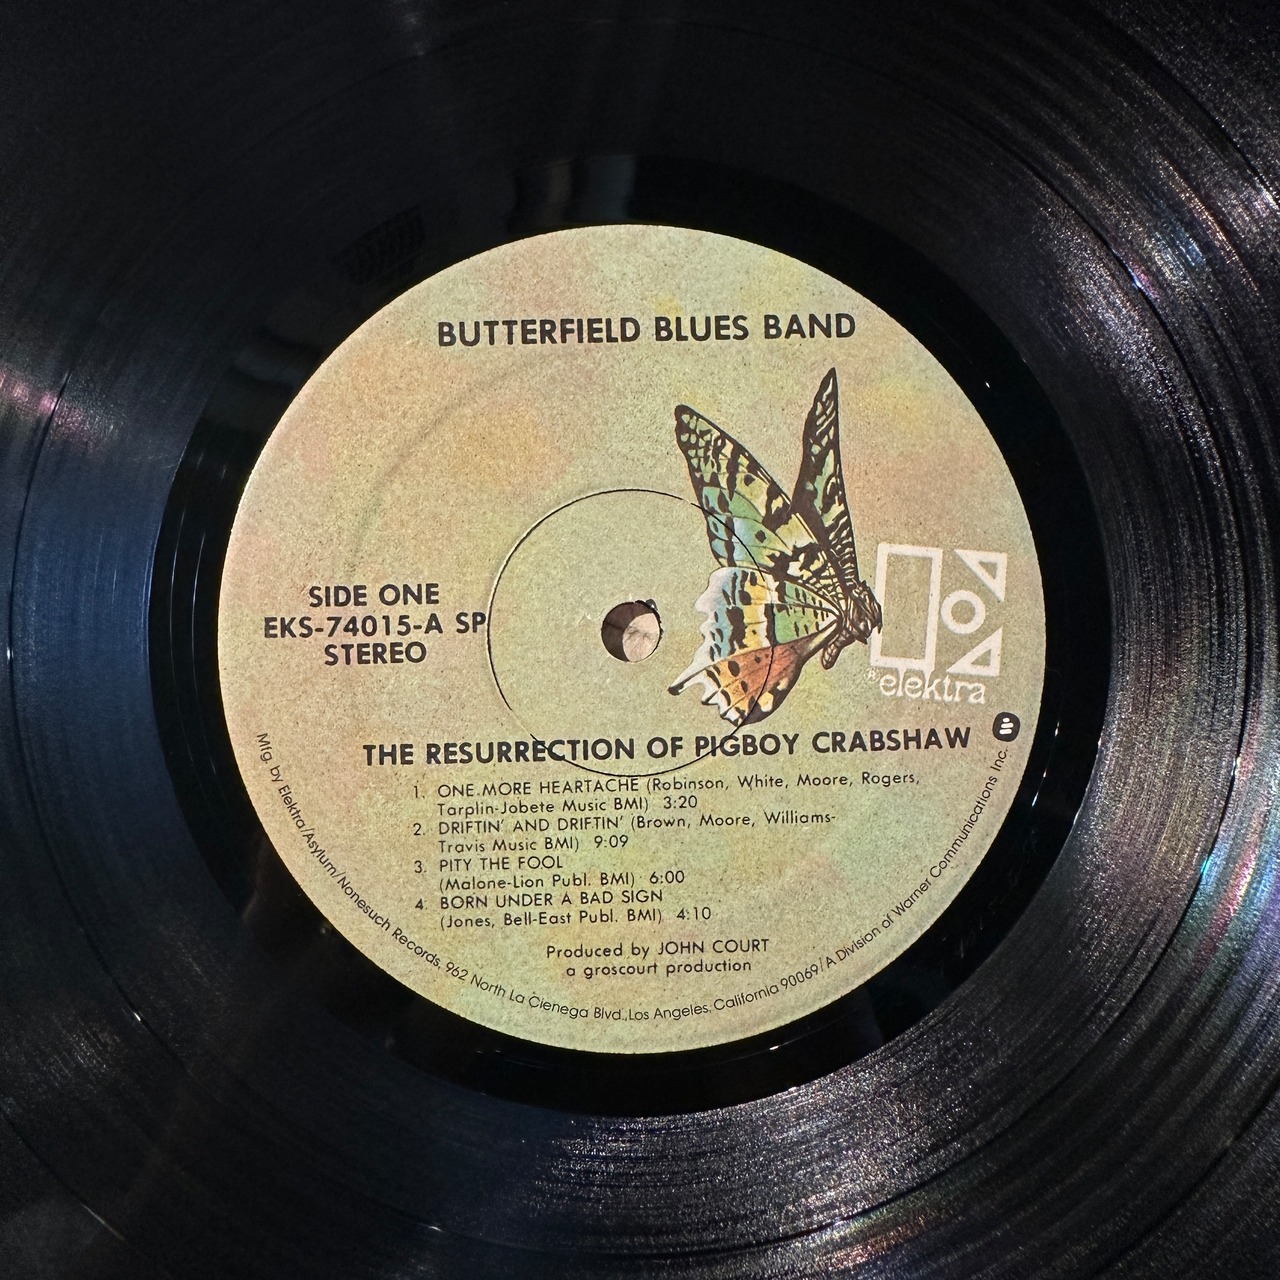 BUTTERFIELD BLUES BAND
SIDE ONE
EKS-74015-A SP
STEREO
® elektra
THE RESURRECTION OF PIGBOY CRABSHAW
1. ONE MORE HEARTACHE (Robinson, White, Moore, Rogers,
Tarplin-Jobete Music BMI) 3:20
2. DRIFTIN' AND DRIFTIN' (Brown, Moore, Williams-
Travis Music BMI) 9:09
3. PITY THE FOOL
(Malone-Lion Publ. BMI) 6:00
4. BORN UNDER A BAD SIGN
(Jones, Bell-East Publ. BMI) 4:10
Produced by JOHN COURT
a groscourt production
Mfg. by Elektra/Asylum/Nonesuch Records, 962 North La Cienega Blvd., Los Angeles, California 90069/A Division of Warner Communications Inc.